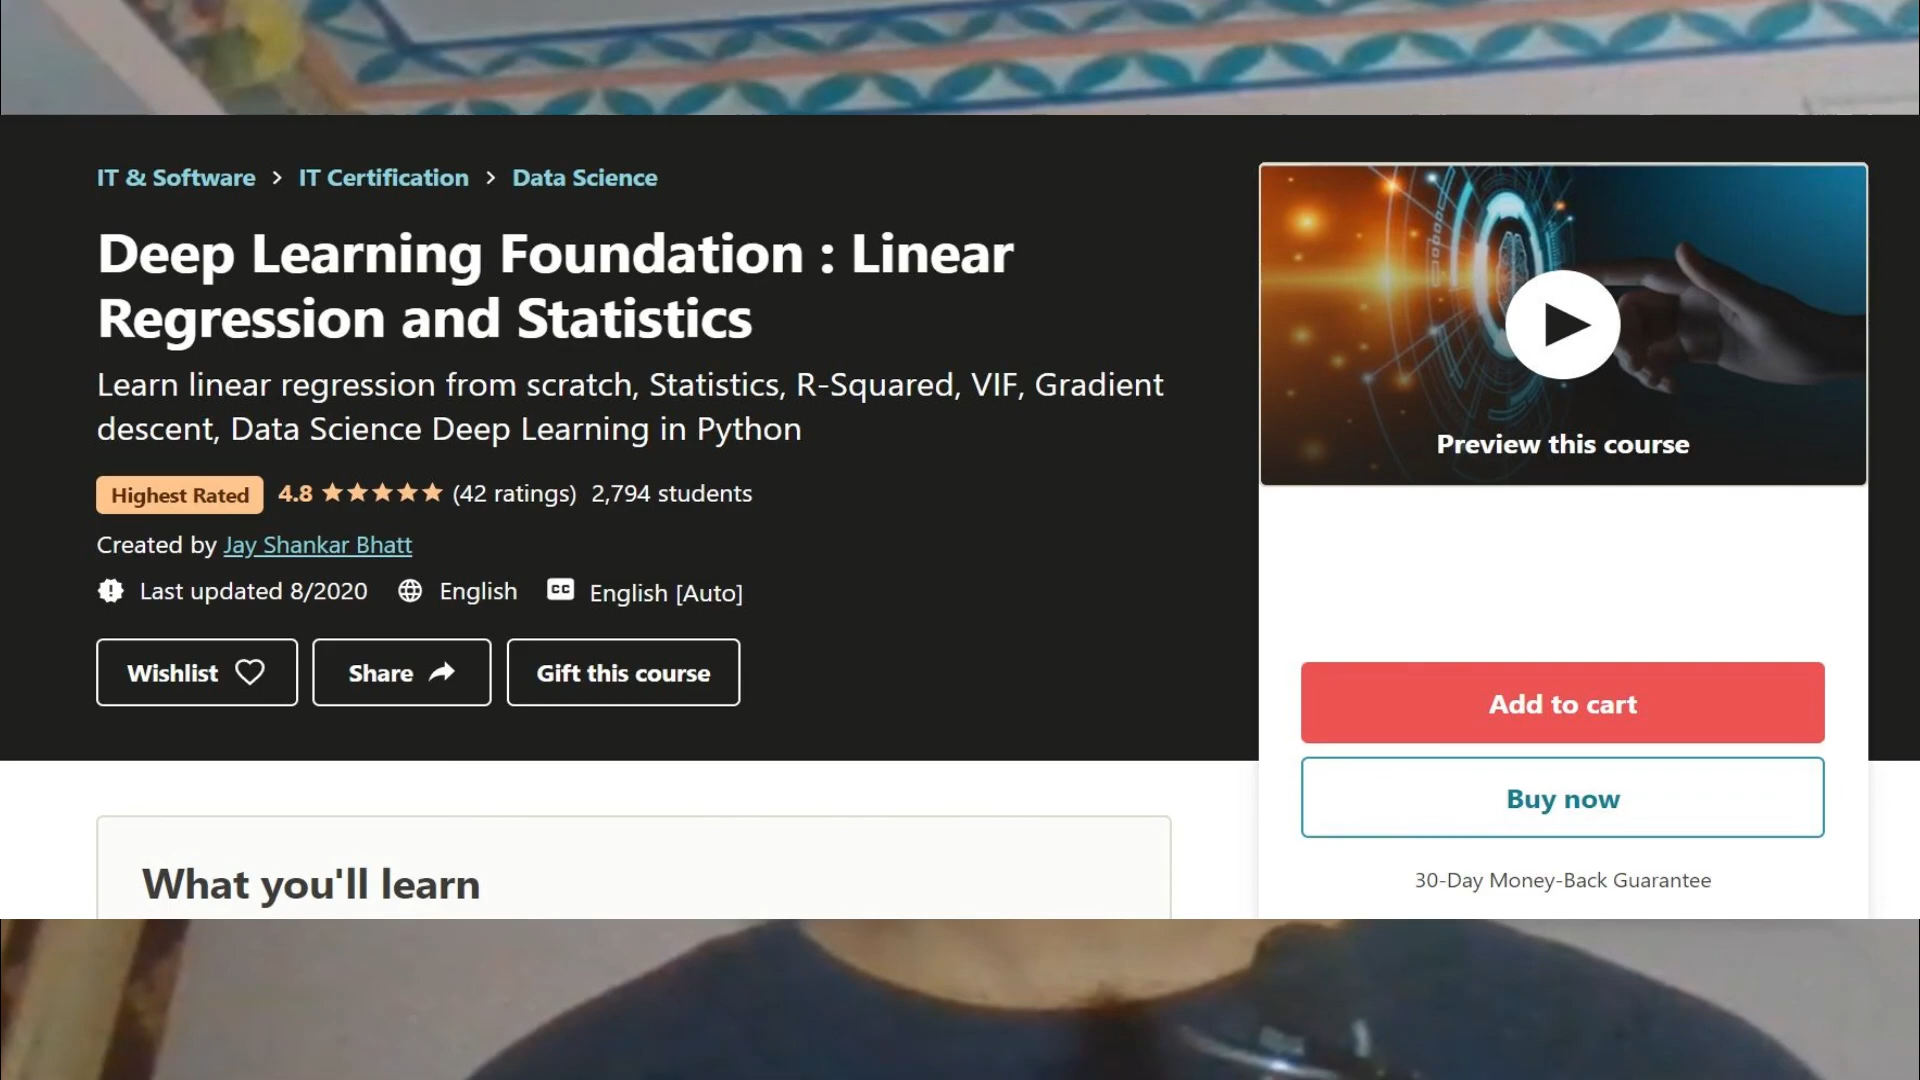 IT & Software > IT Certification > Data Science
Deep Learning Foundation : Linear
Regression and Statistics
Learn linear regression from scratch, Statistics, R-Squared, VIF, Gradient
descent, Data Science Deep Learning in Python
Highest Rated 4.8 (42 ratings) 2,794 students
Created by Jay Shankar Bhatt
Last updated 8/2020 English CC English [Auto]
Wishlist Share Gift this course
What you'll learn
Preview this course
Add to cart
Buy now
30-Day Money-Back Guarantee